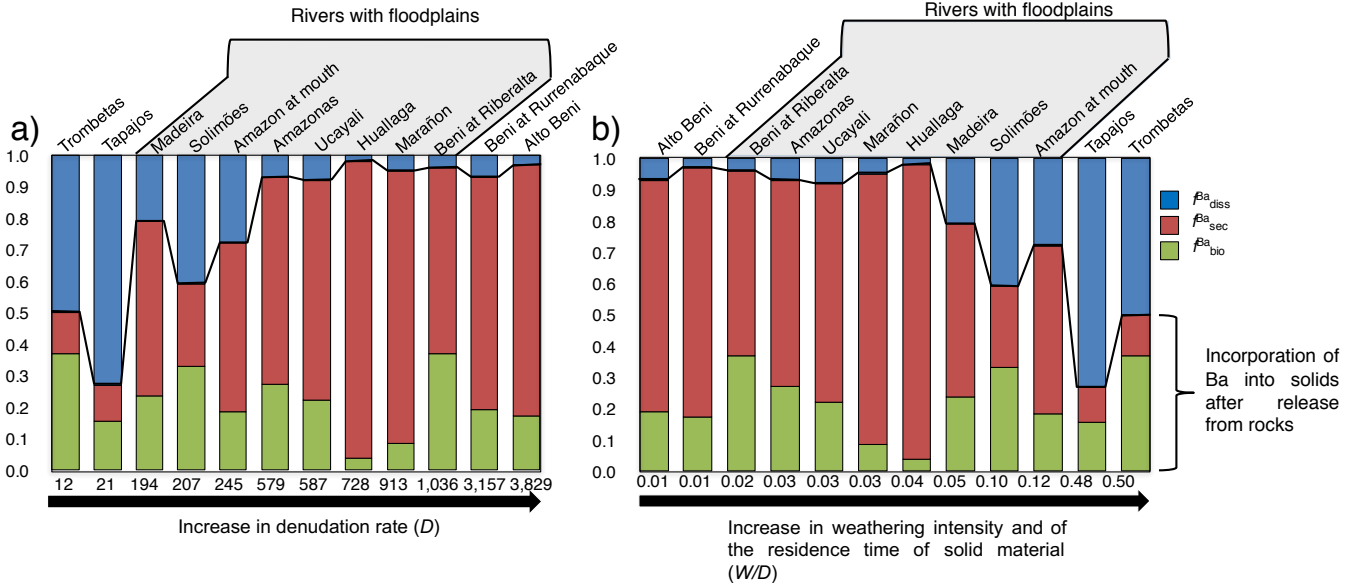 Rivers with floodplains
a)
Trombetas
Tapajos
Madeira
Solimões
Amazon at mouth
Amazonas
Ucayali
Huallaga
Marañon
Beni at Riberalta
Beni at Rurrenabaque
Alto Beni
1.0
0.9
0.8
0.7
0.6
0.5
0.4
0.3
0.2
0.1
0.0
12 21 194 207 245 579 587 728 913 1,036 3,157 3,829
Increase in denudation rate (D)
Rivers with floodplains
b)
Alto Beni
Beni at Rurrenabaque
Beni at Riberalta
Amazonas
Ucayali
Marañon
Huallaga
Madeira
Solimões
Amazon at mouth
Tapajos
Trombetas
1.0
0.9
0.8
0.7
0.6
0.5
0.4
0.3
0.2
0.1
0.0
0.01 0.01 0.02 0.03 0.03 0.03 0.04 0.05 0.10 0.12 0.48 0.50
Increase in weathering intensity and of
the residence time of solid material
(W/D)
fBa diss
fBa sec
fBa bio
Incorporation of
Ba into solids
after release
from rocks